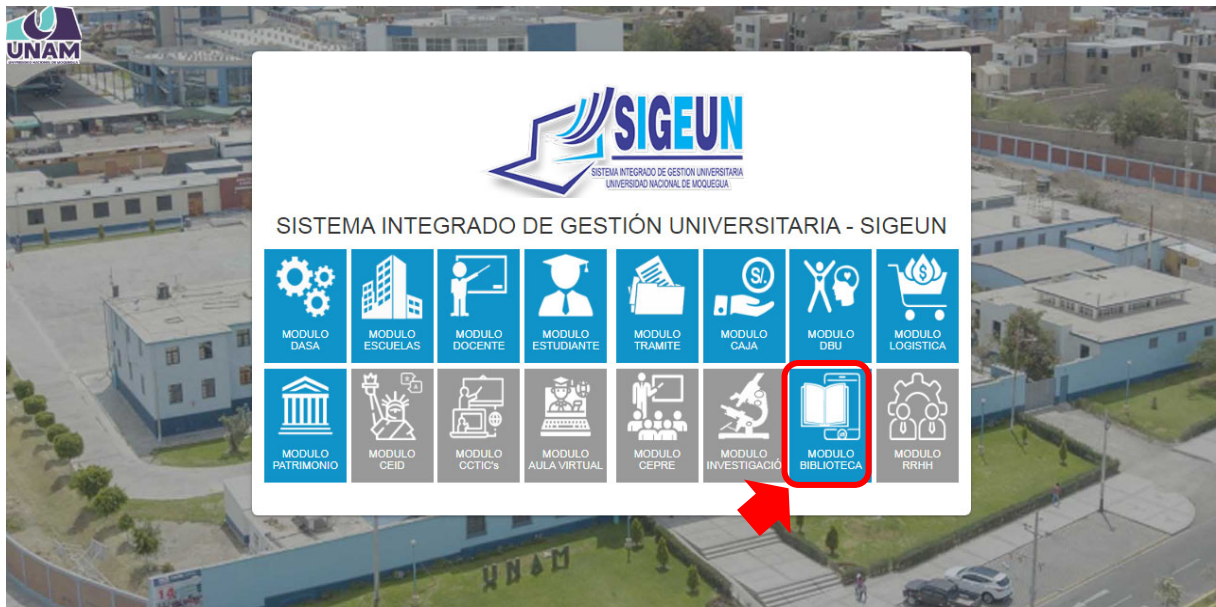 UNAM
SIGEUN
SISTEMA INTEGRADO DE GESTION UNIVERSITARIA
UNIVERSIDAD NACIONAL DE MOQUEGUA
SISTEMA INTEGRADO DE GESTIÓN UNIVERSITARIA - SIGEUN
S/.
$
MODULO DASA
MODULO ESCUELAS
MODULO DOCENTE
MODULO ESTUDIANTE
MODULO TRAMITE
MODULO CAJA
MODULO DBU
MODULO LOGISTICA
MODULO PATRIMONIO
MODULO CEID
MODULO CCTIC's
MODULO AULA VIRTUAL
MODULO CEPRE
MODULO INVESTIGACIÓ
MODULO BIBLIOTECA
MODULO RRHH
UNAM